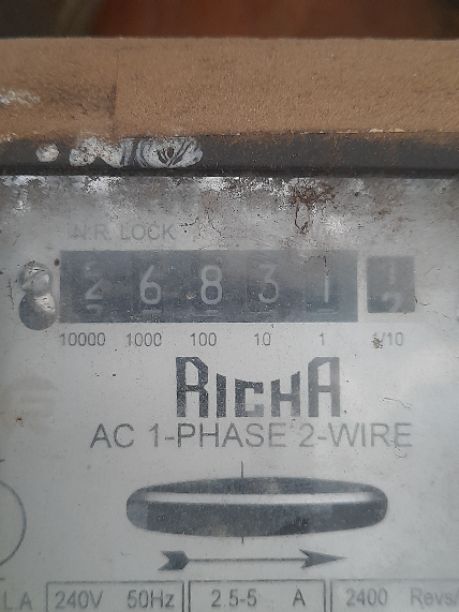 N.R. LOCK
2 6 8 3 1
10000 1000 100 10 1 1/10
RICHA
AC 1-PHASE 2-WIRE
240V 50Hz 2.5-5 A 2400 Revs/